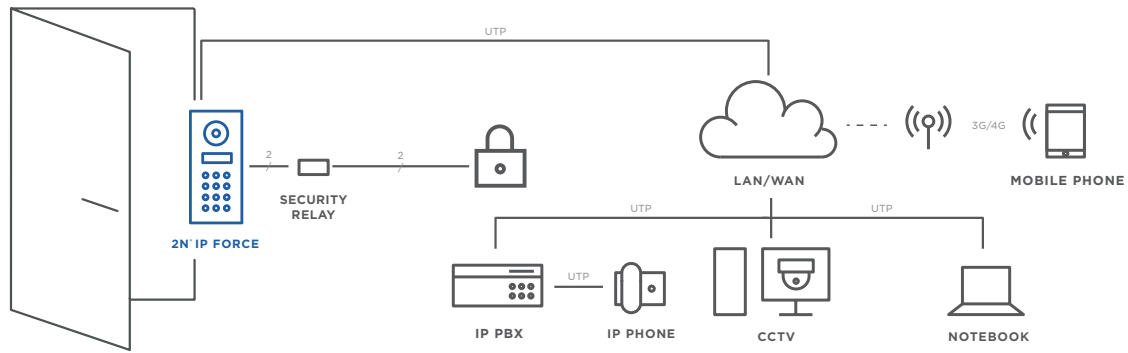 UTP
2
2
3G/4G
SECURITY
RELAY
LAN/WAN
MOBILE PHONE
UTP
UTP
2N® IP FORCE
UTP
IP PBX
IP PHONE
CCTV
NOTEBOOK